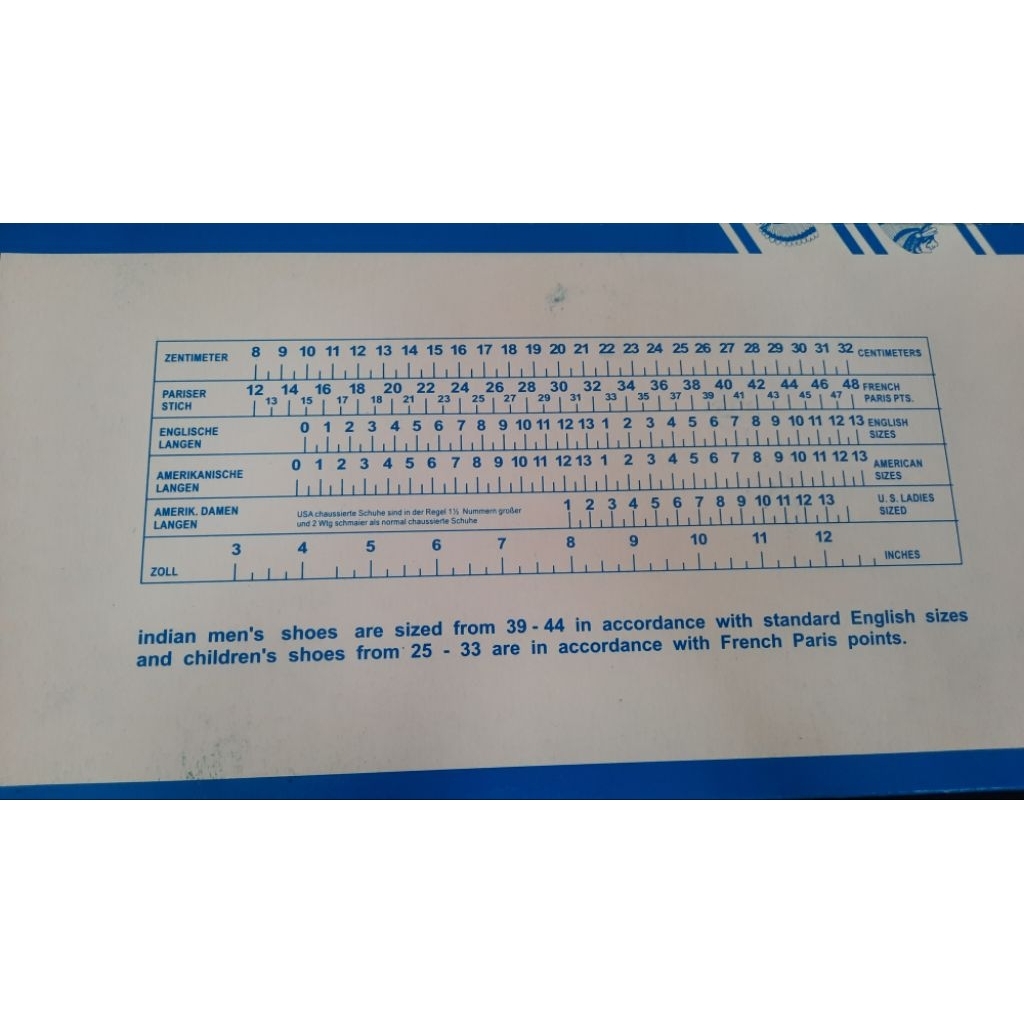 ZENTIMETER 8 9 10 11 12 13 14 15 16 17 18 19 20 21 22 23 24 25 26 27 28 29 30 31 32 CENTIMETERS
PARISER STICH 12 14 16 18 20 22 24 26 28 30 32 34 36 38 40 42 44 46 48 FRENCH PARIS PTS.
13 15 17 18 21 23 25 27 29 31 33 35 37 39 41 43 45 47
ENGLISCHE LANGEN 0 1 2 3 4 5 6 7 8 9 10 11 12 13 1 2 3 4 5 6 7 8 9 10 11 12 13 ENGLISH SIZES
AMERIKANISCHE LANGEN 0 1 2 3 4 5 6 7 8 9 10 11 12 13 1 2 3 4 5 6 7 8 9 10 11 12 13 AMERICAN SIZES
AMERIK. DAMEN LANGEN 1 2 3 4 5 6 7 8 9 10 11 12 13 U. S. LADIES SIZED
USA chaussierte Schuhe sind in der Regel 1½ Nummern großer
und 2 Wtg schmaier als normal chaussierte Schuhe
ZOLL 3 4 5 6 7 8 9 10 11 12 INCHES
indian men's shoes are sized from 39 - 44 in accordance with standard English sizes
and children's shoes from 25 - 33 are in accordance with French Paris points.